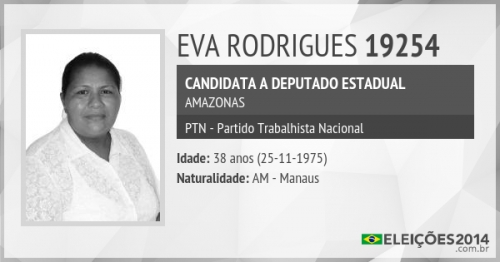 EVA RODRIGUES 19254
CANDIDATA A DEPUTADO ESTADUAL
AMAZONAS
PTN - Partido Trabalhista Nacional
Idade: 38 anos (25-11-1975)
Naturalidade: AM - Manaus
ELEIÇÕES2014
.com.br